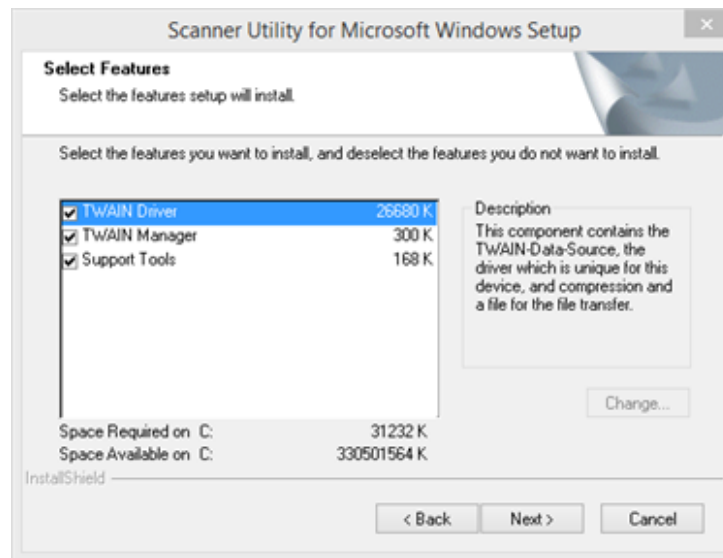 Scanner Utility for Microsoft Windows Setup
Select Features
Select the features setup will install.
Select the features you want to install, and deselect the features you do not want to install.
TWAIN Driver 26680 K
TWAIN Manager 300 K
Support Tools 168 K
Description
This component contains the
TWAIN-Data-Source, the
driver which is unique for this
device, and compression and
a file for the file transfer.
Change...
Space Required on C: 31232 K
Space Available on C: 330501564 K
InstallShield
< Back
Next >
Cancel